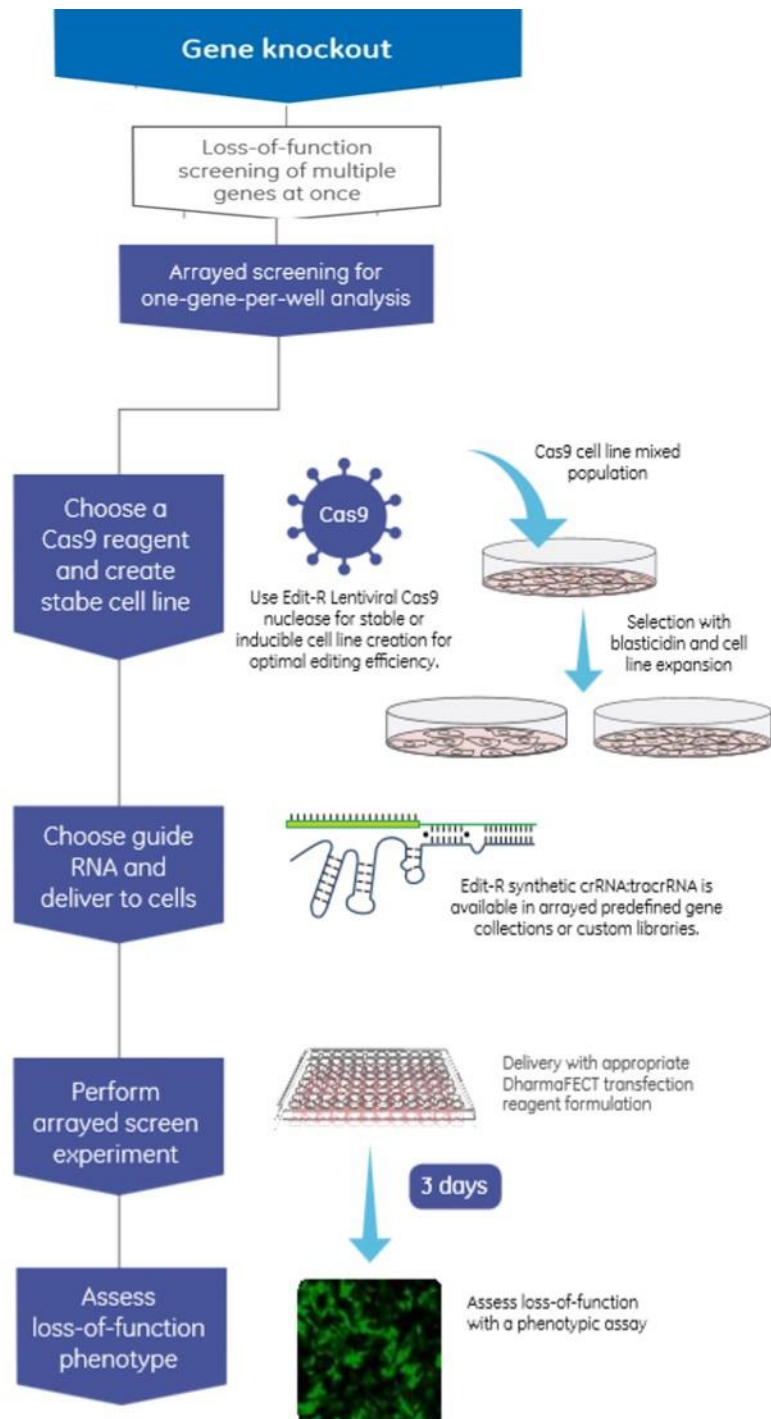 Gene knockout
Loss-of-function
screening of multiple
genes at once
Arrayed screening for
one-gene-per-well analysis
Choose a
Cas9 reagent
and create
stabe cell line
Cas9
Use Edit-R Lentiviral Cas9
nuclease for stable or
inducible cell line creation for
optimal editing efficiency.
Cas9 cell line mixed
population
Selection with
blasticidin and cell
line expansion
Choose guide
RNA and
deliver to cells
Edit-R synthetic crRNA:tracrRNA is
available in arrayed predefined gene
collections or custom libraries.
Perform
arrayed screen
experiment
Delivery with appropriate
DharmaFECT transfection
reagent formulation
3 days
Assess
loss-of-function
phenotype
Assess loss-of-function
with a phenotypic assay